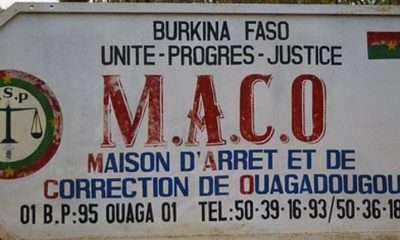 BURKINA FASO
UNITE-PROGRES-JUSTICE
.S.P
M.A.C.O
MAISON D'ARRET ET DE
CORRECTION DE OUAGADOUGOU
01 B.P:95 OUAGA 01 TEL:50-39-16-93/50-36-18